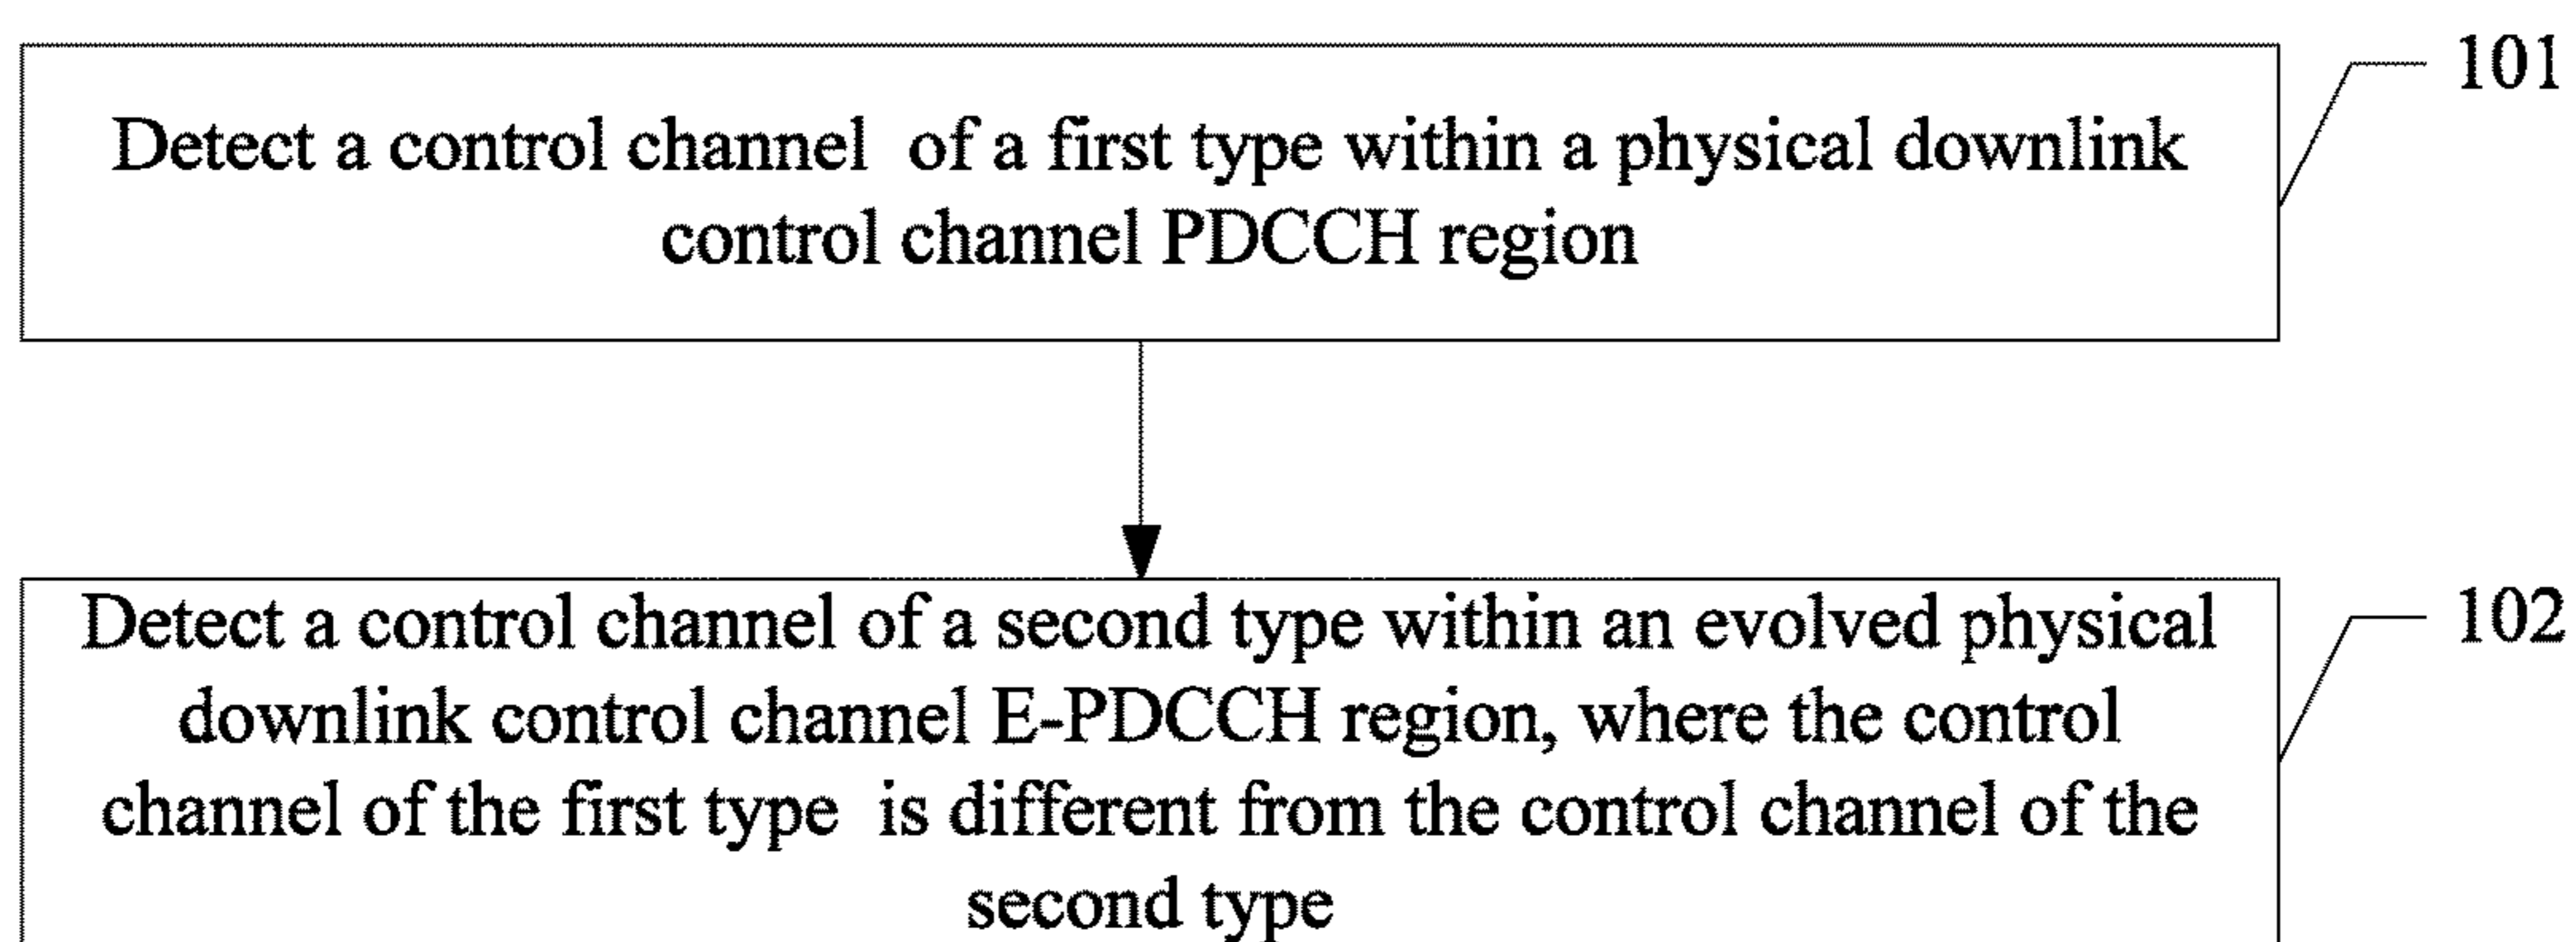 101
Detect a control channel of a first type within a physical downlink
control channel PDCCH region
102
Detect a control channel of a second type within an evolved physical
downlink control channel E-PDCCH region, where the control
channel of the first type is different from the control channel of the
second type